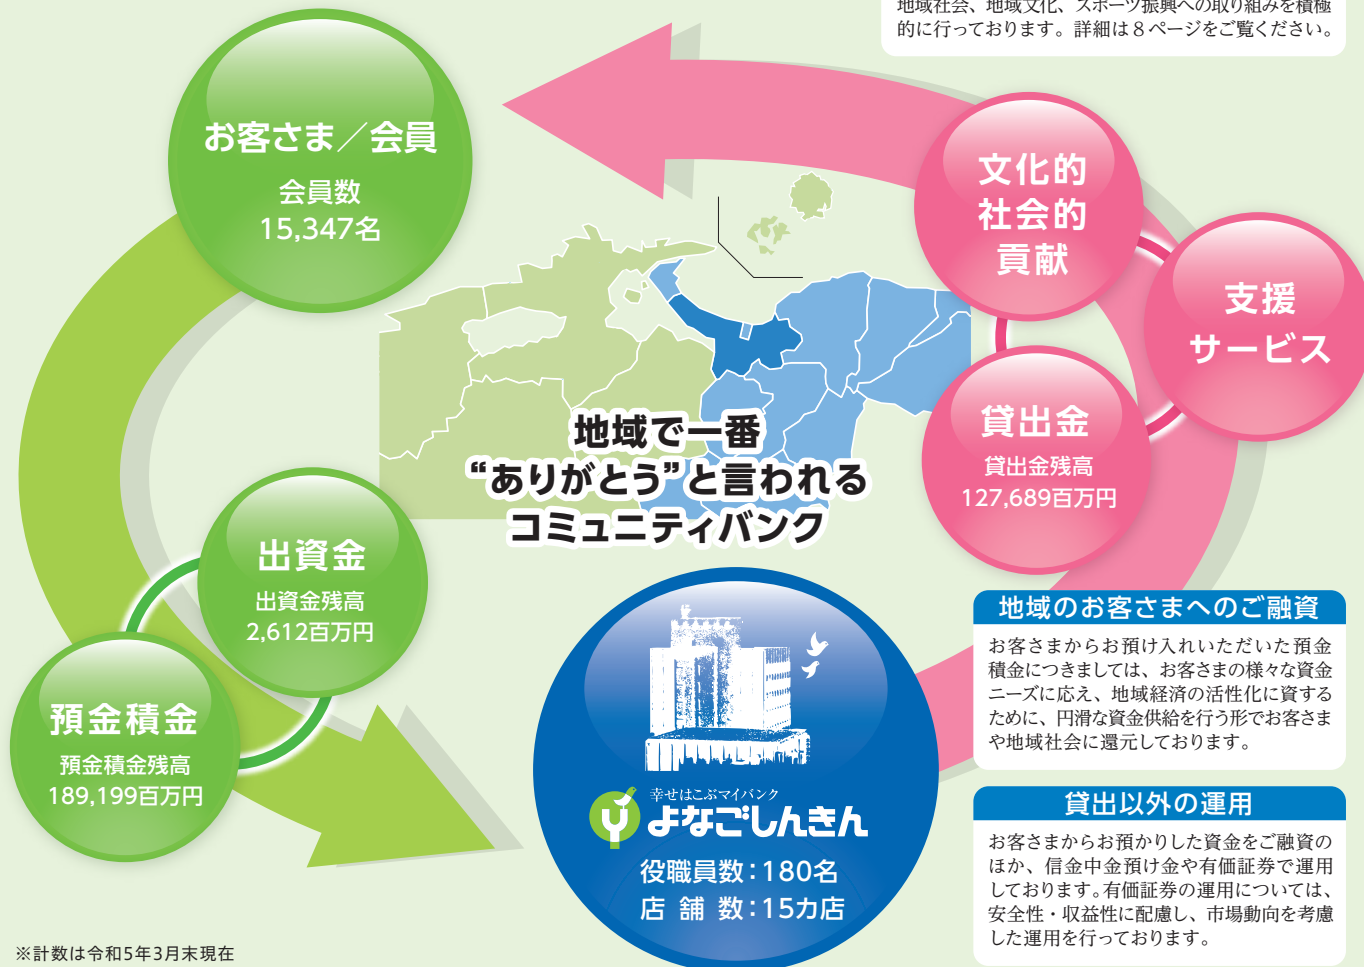 地域社会、地域文化、スポーツ振興への取り組みを積極
的に行っております。詳細は８ページをご覧ください。
お客さま／会員
会員数
15,347名
文化的
社会的
貢献
支援
サービス
貸出金
貸出金残高
127,689百万円
地域で一番
“ありがとう”と言われる
コミュニティバンク
出資金
出資金残高
2,612百万円
預金積金
預金積金残高
189,199百万円
幸せはこぶマイバンク
よなごしんきん
役職員数：180名
店 舗 数：15カ店
地域のお客さまへのご融資
お客さまからお預け入れいただいた預金
積金につきましては、お客さまの様々な資金
ニーズに応え、地域経済の活性化に資する
ために、円滑な資金供給を行う形でお客さま
や地域社会に還元しております。
貸出以外の運用
お客さまからお預かりした資金をご融資の
ほか、信金中金預け金や有価証券で運用
しております。有価証券の運用については、
安全性・収益性に配慮し、市場動向を考慮
した運用を行っております。
※計数は令和5年3月末現在